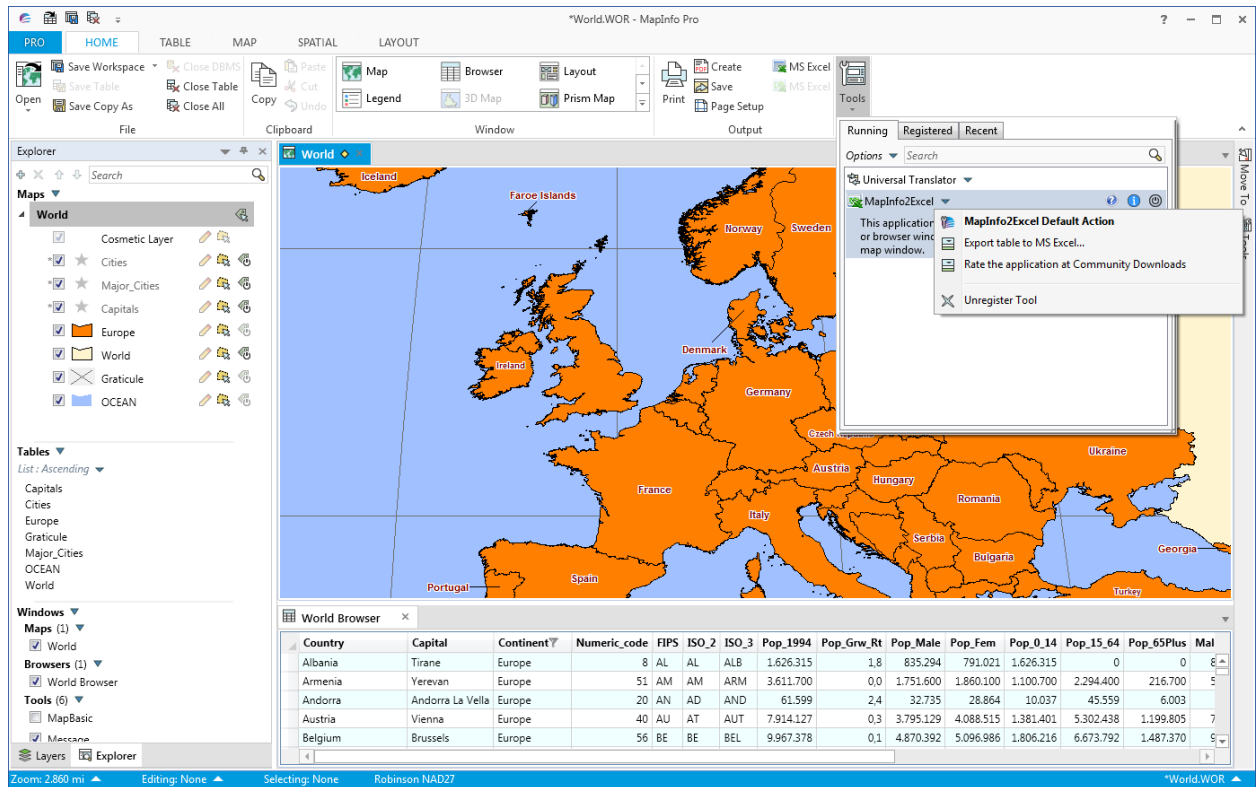 *World.WOR - MapInfo Pro
?
PRO HOME TABLE MAP SPATIAL LAYOUT
Open
Save Workspace
Save Table
Save Copy As
Close DBMS
Close Table
Close All
File
Copy
Paste
Cut
Undo
Clipboard
Map Browser Layout
Legend 3D Map Prism Map
Window
Print
PDF Create
Save
Page Setup
MS Excel
MS Excel
Output
Tools
Explorer
Search
Maps
World
Cosmetic Layer
* Cities
* Major_Cities
* Capitals
Europe
World
Graticule
OCEAN
Tables
List : Ascending
Capitals
Cities
Europe
Graticule
Major_Cities
OCEAN
World
Windows
Maps (1)
World
Browsers (1)
World Browser
Tools (6)
MapBasic
Message
Layers Explorer
World
Iceland
Faroe Islands
Norway
Sweden
Denmark
Ireland
Germany
Czech
Ukraine
Austria
Hungary
France
Romania
Italy
Serbia
Bulgaria
Georgia
Portugal
Spain
Turkey
Running Registered Recent
Options Search
Universal Translator
MapInfo2Excel
This application
or browser wind
map window.
MapInfo2Excel Default Action
Export table to MS Excel...
Rate the application at Community Downloads
Unregister Tool
Move To
Tools
World Browser
Country Capital Continent Numeric_code FIPS ISO_2 ISO_3 Pop_1994 Pop_Grw_Rt Pop_Male Pop_Fem Pop_0_14 Pop_15_64 Pop_65Plus Mal
Albania Tirane Europe 8 AL AL ALB 1.626.315 1,8 835.294 791.021 1.626.315 0 0 8
Armenia Yerevan Europe 51 AM AM ARM 3.611.700 0,0 1.751.600 1.860.100 1.100.700 2.294.400 216.700 5
Andorra Andorra La Vella Europe 20 AN AD AND 61.599 2,4 32.735 28.864 10.037 45.559 6.003
Austria Vienna Europe 40 AU AT AUT 7.914.127 0,3 3.795.129 4.088.515 1.381.401 5.302.438 1.199.805 7
Belgium Brussels Europe 56 BE BE BEL 9.967.378 0,1 4.870.392 5.096.986 1.806.216 6.673.792 1.487.370 9
Zoom: 2.860 mi Editing: None Selecting: None Robinson NAD27 *World.WOR